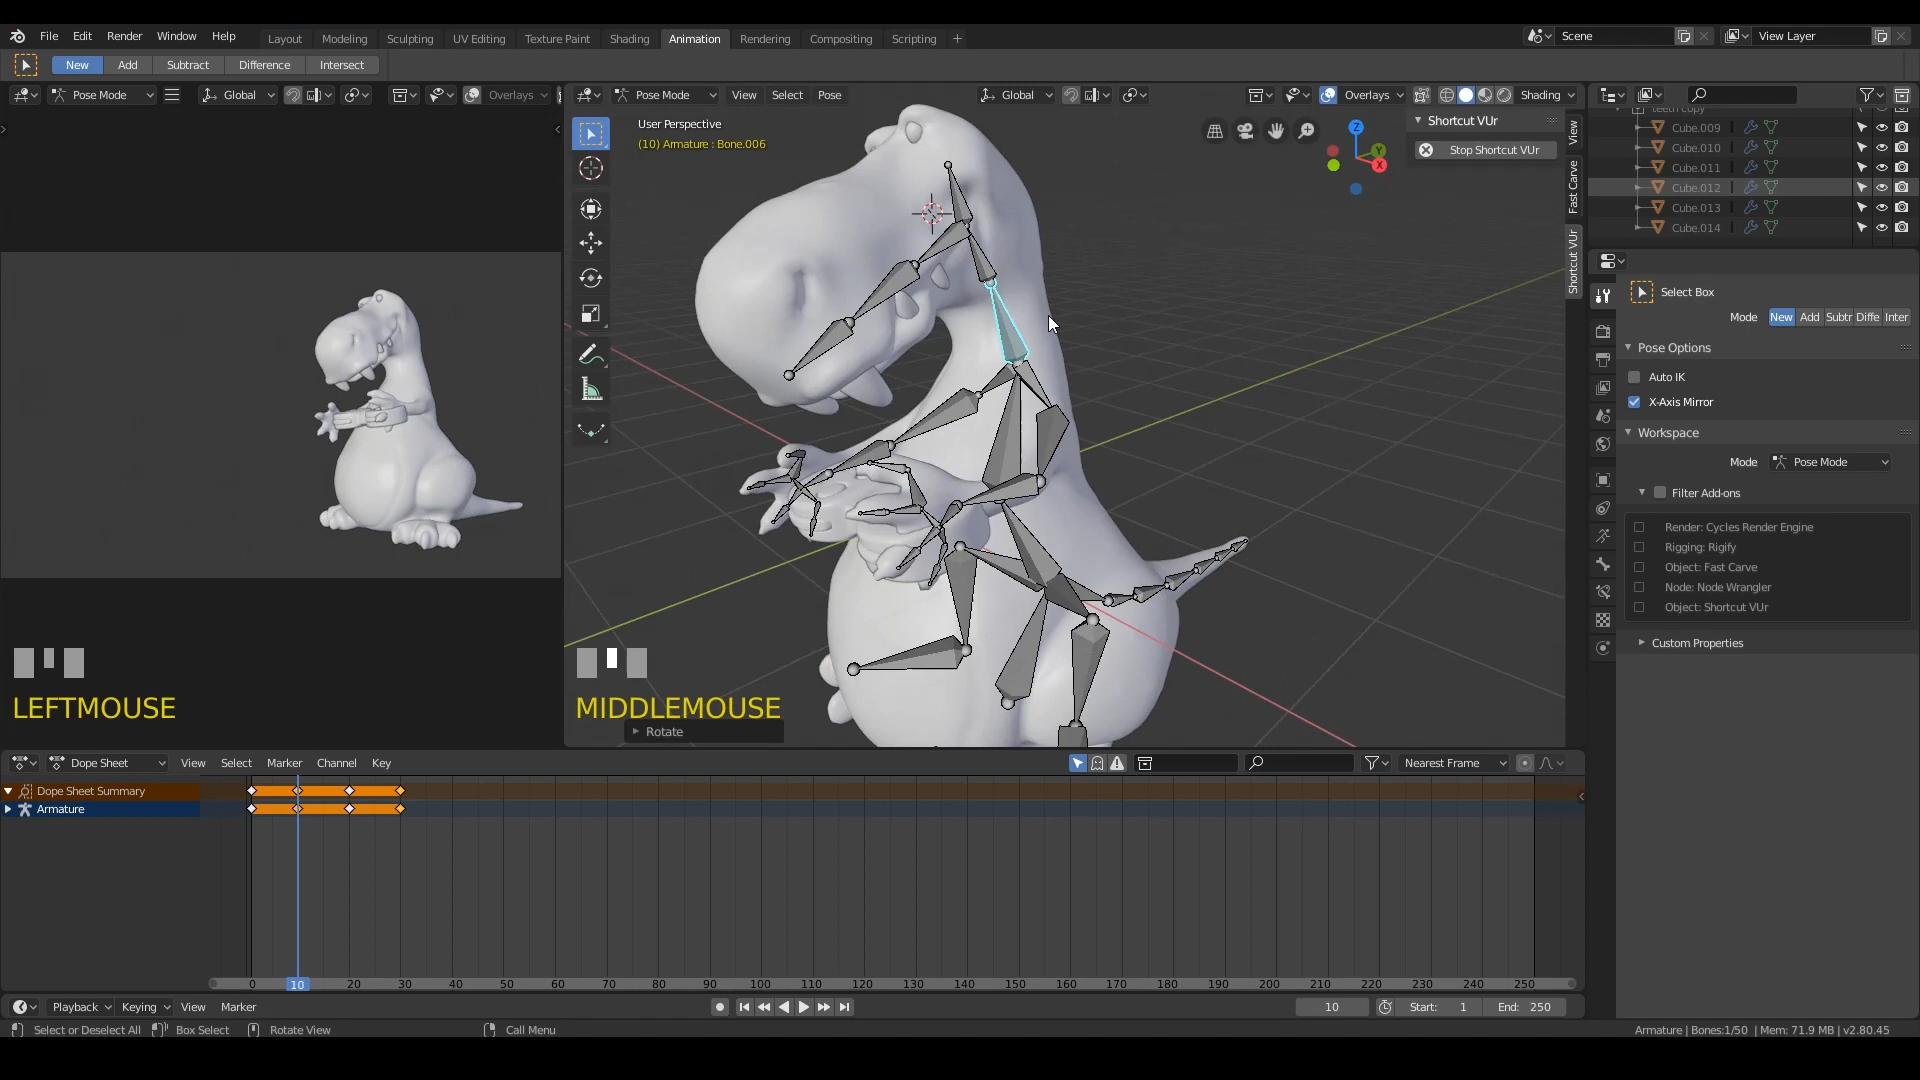 File Edit Render Window Help Layout Modeling Sculpting UV Editing Texture Paint Shading Animation Rendering Compositing Scripting + Scene View Layer
New Add Subtract Difference Intersect
Pose Mode Global Overlays Pose Mode View Select Pose Global Overlays Shading
User Perspective
(10) Armature : Bone.006
Shortcut VUr
Stop Shortcut VUr
View
Fast Carve
Shortcut VUr
Cube.009
Cube.010
Cube.011
Cube.012
Cube.013
Cube.014
Select Box
Mode New Add Subtr Diffe Inter
Pose Options
Auto IK
X-Axis Mirror
Workspace
Mode Pose Mode
Filter Add-ons
Render: Cycles Render Engine
Rigging: Rigify
Object: Fast Carve
Node: Node Wrangler
Object: Shortcut VUr
Custom Properties
LEFTMOUSE
MIDDLEMOUSE
Rotate
Dope Sheet View Select Marker Channel Key Nearest Frame
Dope Sheet Summary
Armature
0 10 20 30 40 50 60 70 80 90 100 110 120 130 140 150 160 170 180 190 200 210 220 230 240 250
Playback Keying View Marker 10 Start: 1 End: 250
Select or Deselect All Box Select Rotate View Call Menu Armature | Bones:1/50 | Mem: 71.9 MB | v2.80.45